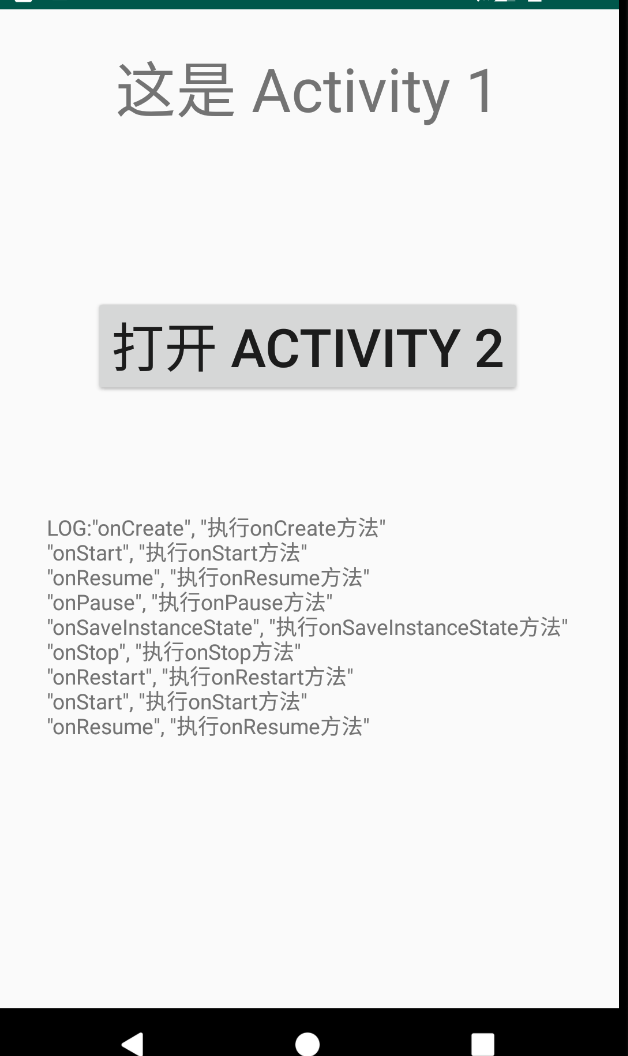 这是 Activity 1
打开 ACTIVITY 2
LOG:"onCreate", "执行onCreate方法"
"onStart", "执行onStart方法"
"onResume", "执行onResume方法"
"onPause", "执行onPause方法"
"onSaveInstanceState", "执行onSaveInstanceState方法"
"onStop", "执行onStop方法"
"onRestart", "执行onRestart方法"
"onStart", "执行onStart方法"
"onResume", "执行onResume方法"